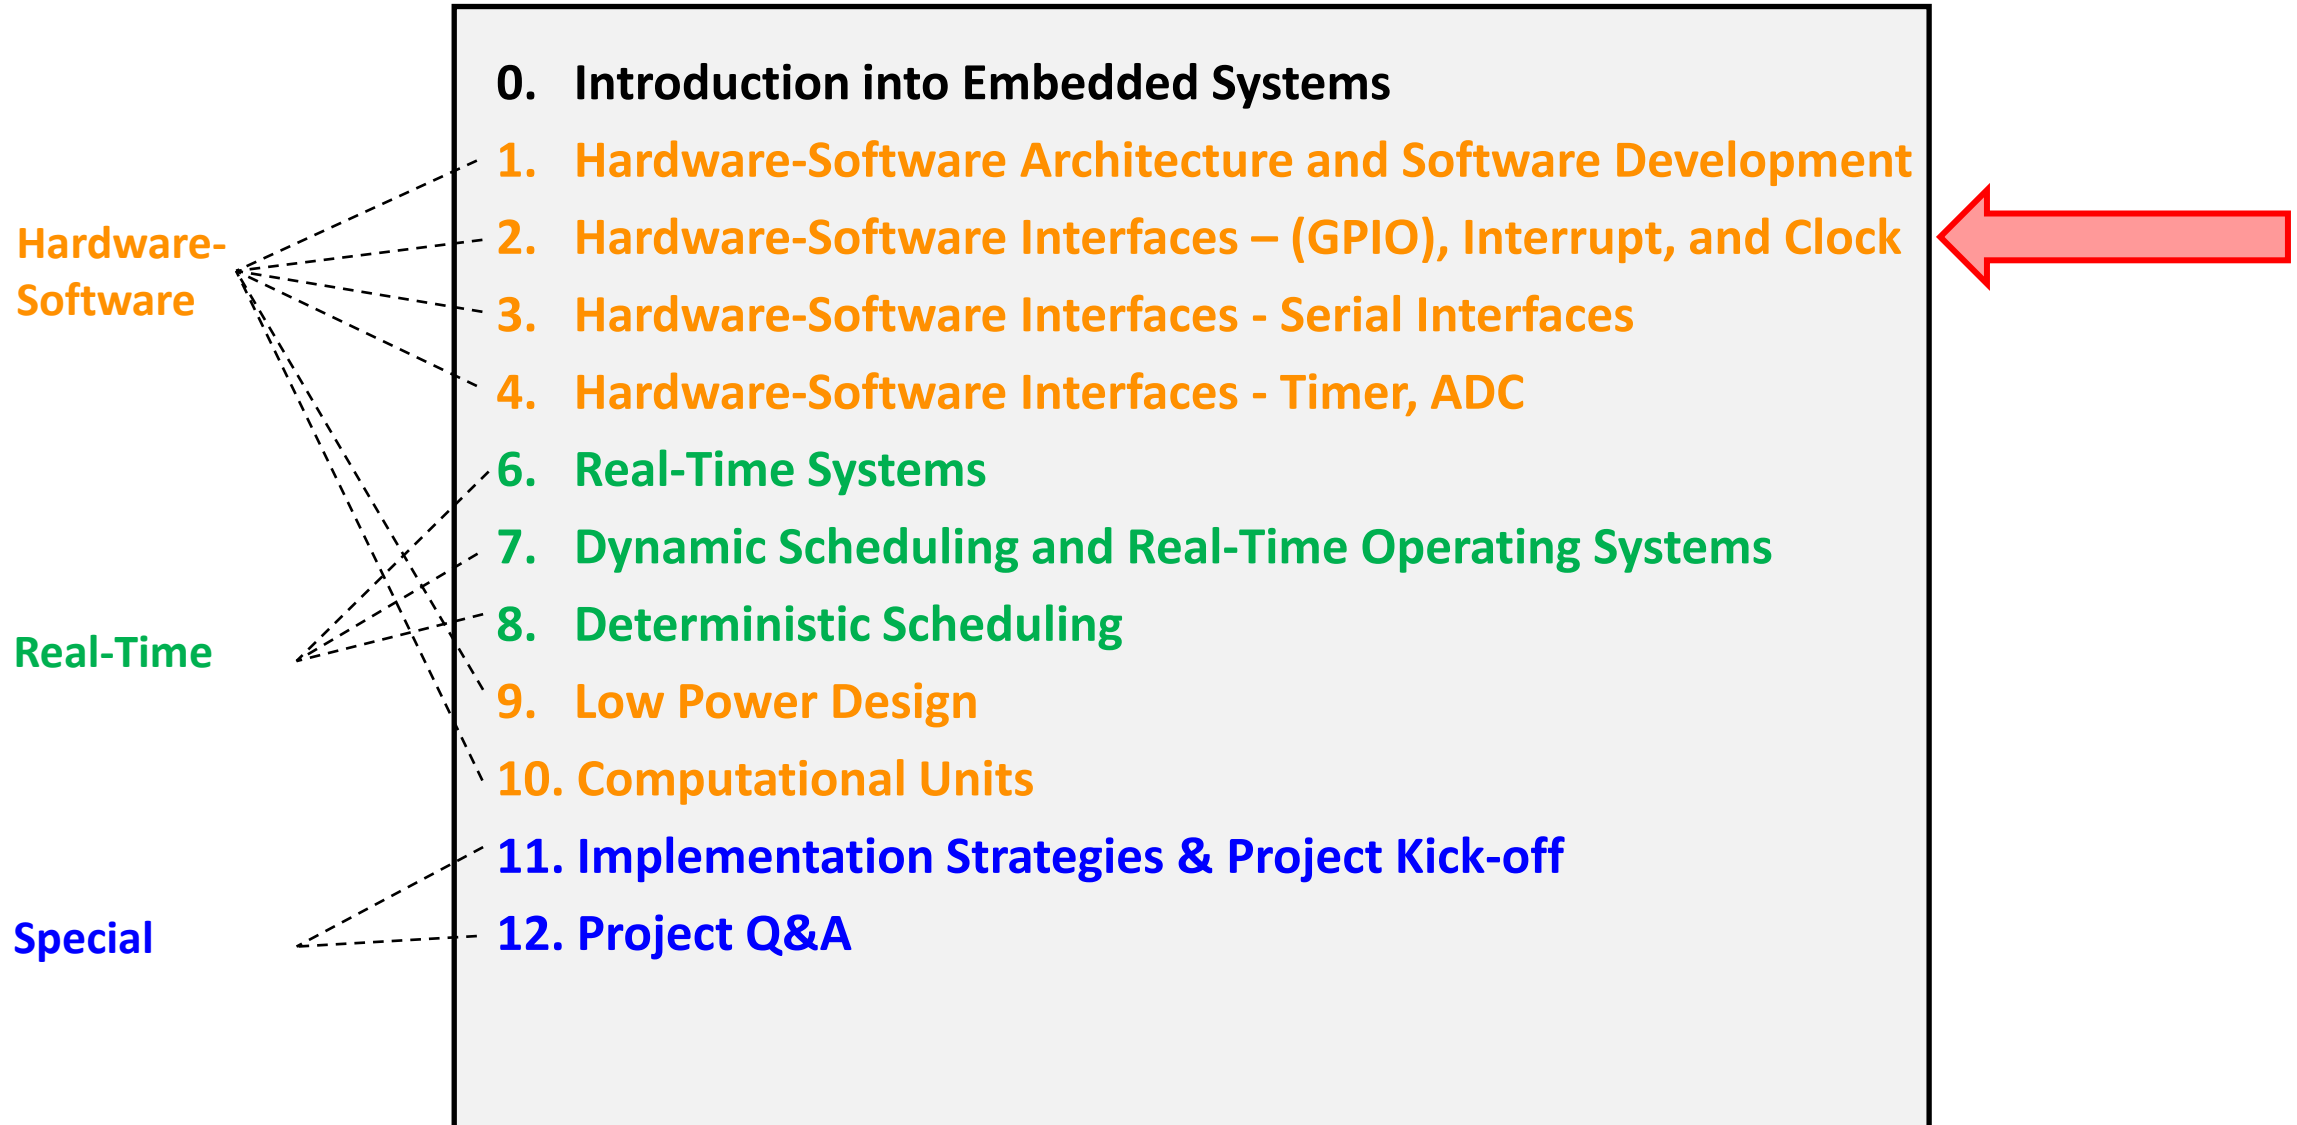 0. Introduction into Embedded Systems
1. Hardware-Software Architecture and Software Development
2. Hardware-Software Interfaces – (GPIO), Interrupt, and Clock
3. Hardware-Software Interfaces - Serial Interfaces
4. Hardware-Software Interfaces - Timer, ADC
6. Real-Time Systems
7. Dynamic Scheduling and Real-Time Operating Systems
8. Deterministic Scheduling
9. Low Power Design
10. Computational Units
11. Implementation Strategies & Project Kick-off
12. Project Q&A
Hardware-
Software
Real-Time
Special